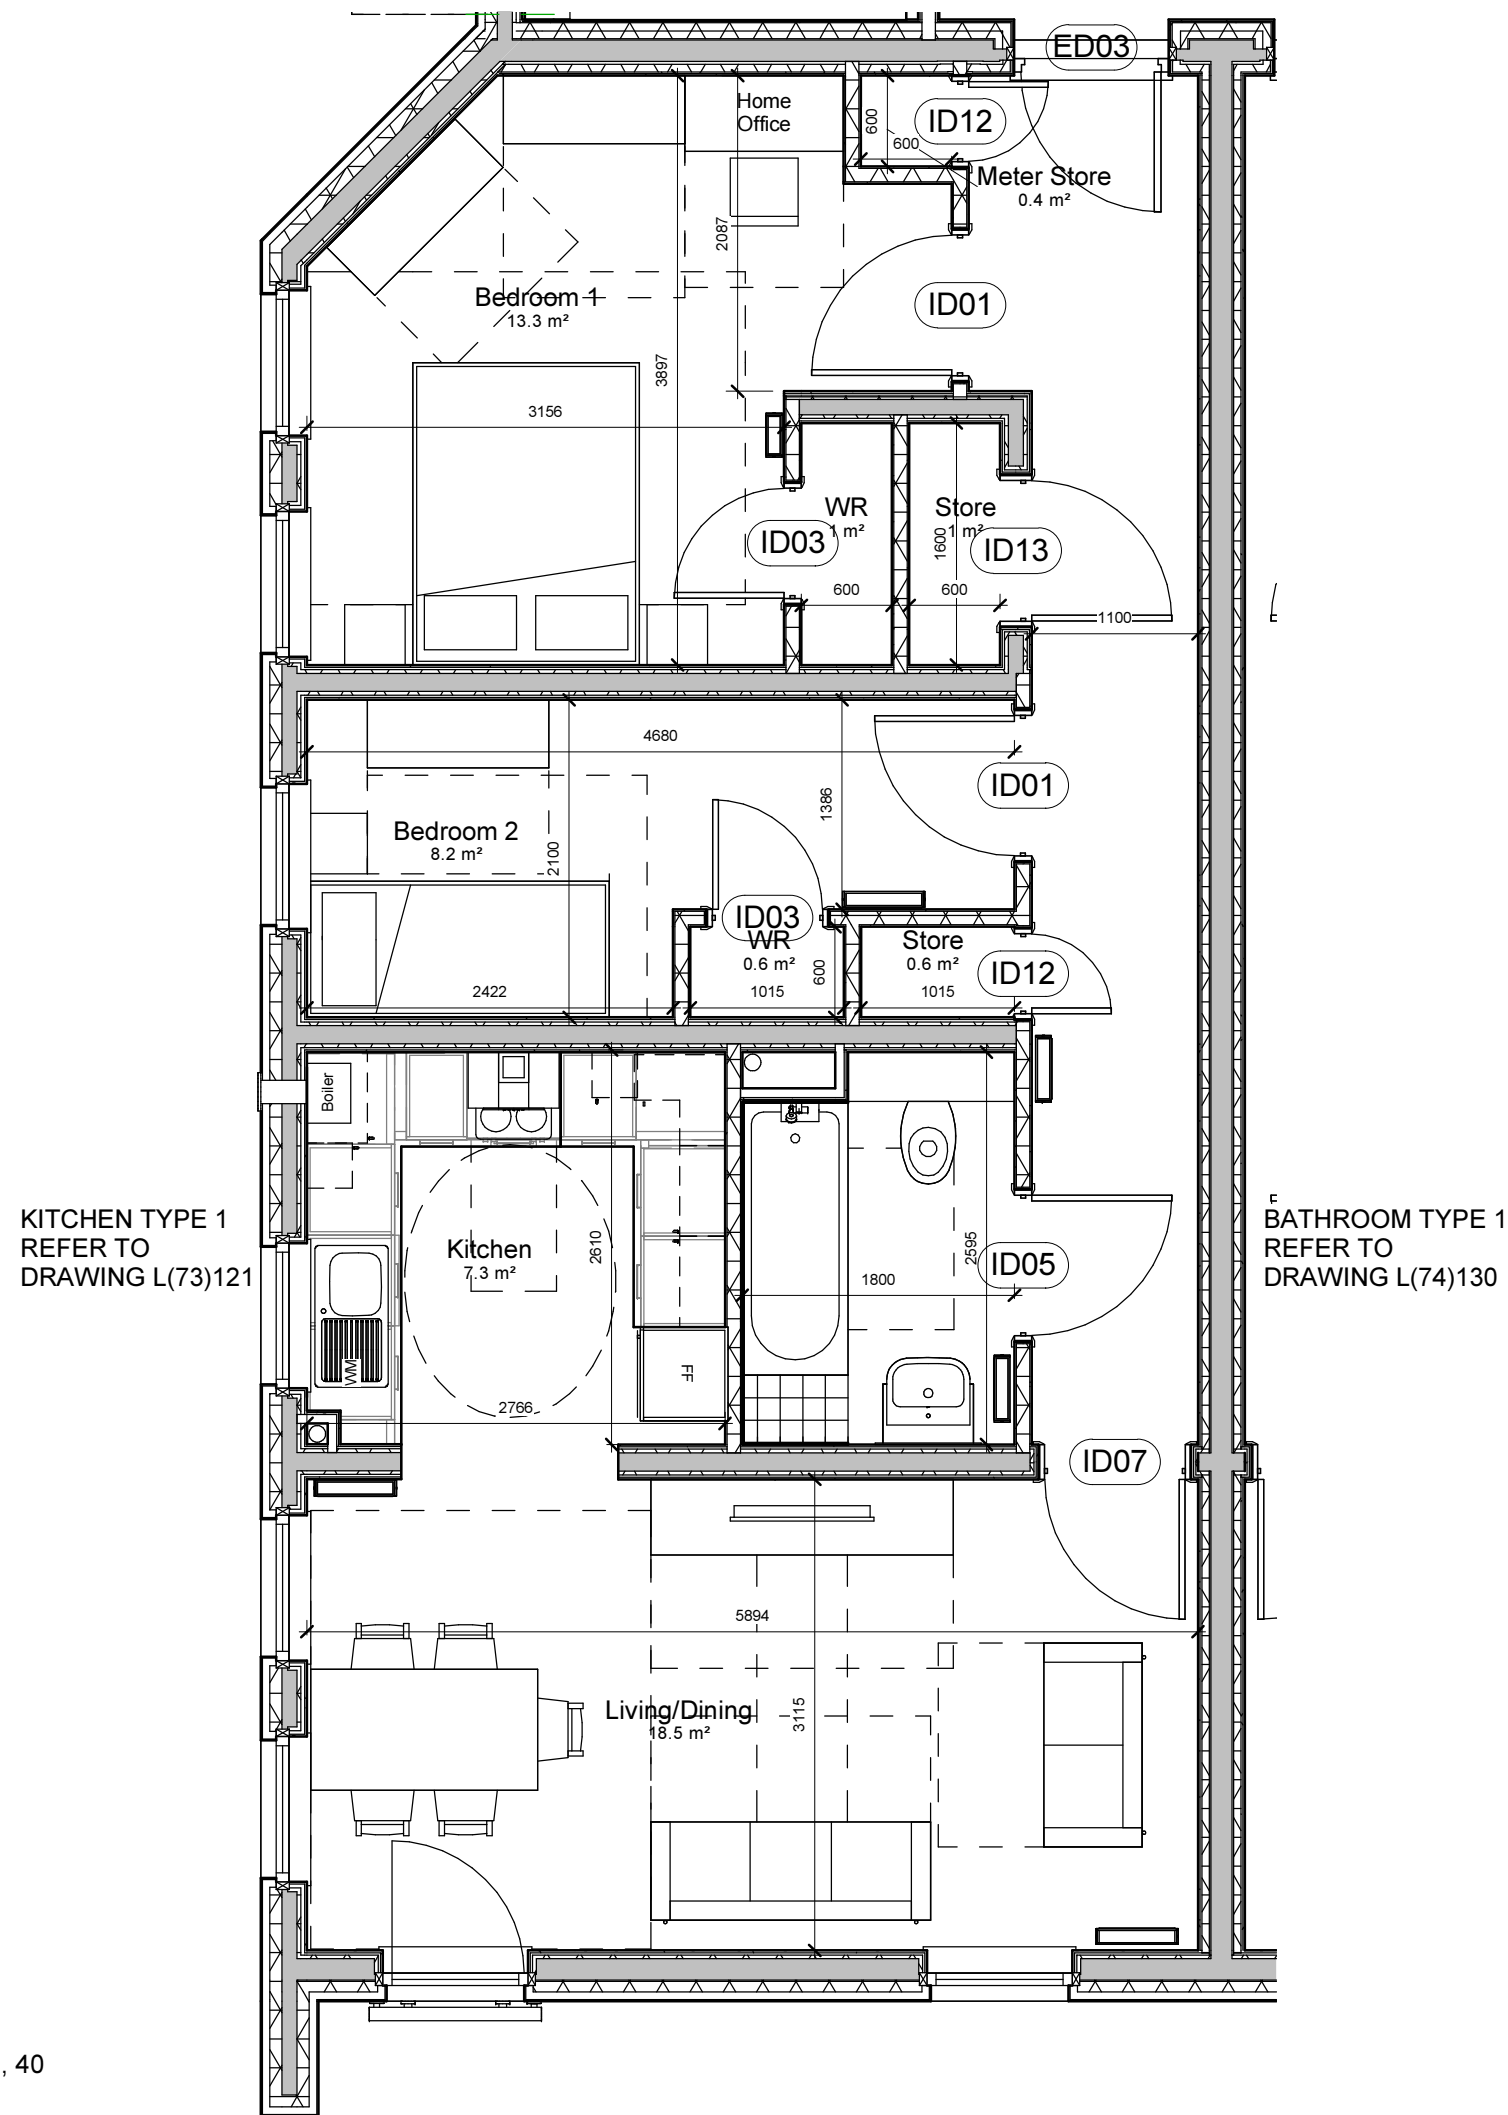 ED03
Home
Office
600
ID12
600
Meter Store
0.4 m²
2087
Bedroom 1
13.3 m²
ID01
3897
3156
WR
1 m²
Store
1 m²
ID03
1600
ID13
600
600
1100
4680
ID01
1386
Bedroom 2
8.2 m²
2100
ID03
WR
0.6 m²
Store
0.6 m²
600
ID12
2422
1015
1015
Boiler
KITCHEN TYPE 1
REFER TO
DRAWING L(73)121
Kitchen
7.3 m²
2610
2595
ID05
1800
BATHROOM TYPE 1
REFER TO
DRAWING L(74)130
WM
FF
2766
ID07
5894
Living/Dining
18.5 m²
3115
, 40